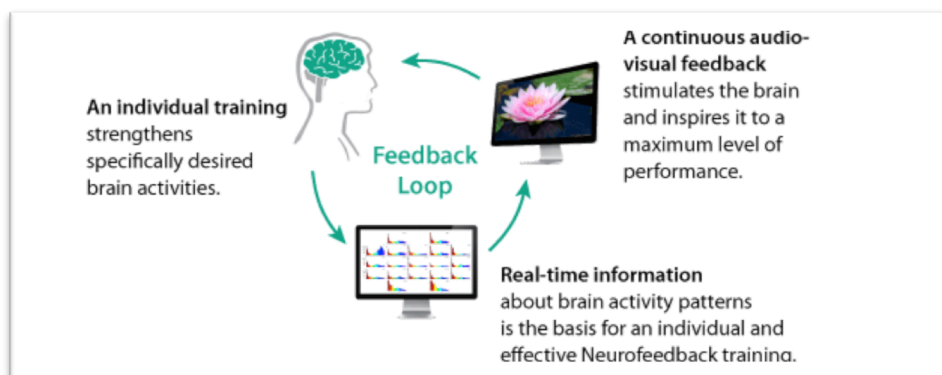 An individual training
strengthens
specifically desired
brain activities.
Feedback
Loop
A continuous audio-
visual feedback
stimulates the brain
and inspires it to a
maximum level of
performance.
Real-time information
about brain activity patterns
is the basis for an individual and
effective Neurofeedback training.